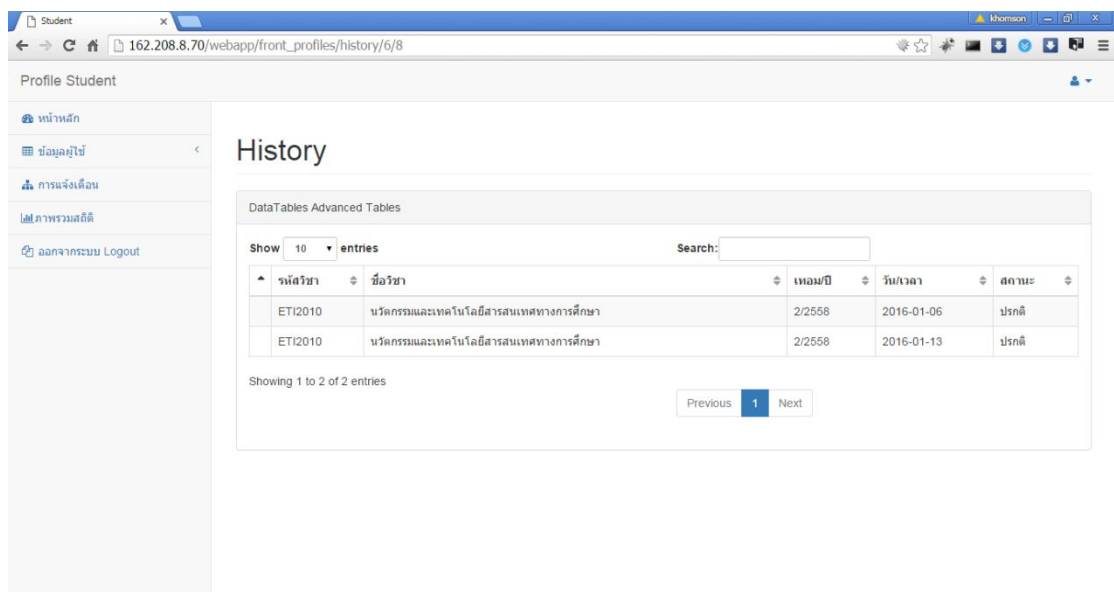 Student
khomson
162.208.8.70/webapp/front_profiles/history/6/8
Profile Student
หน้าหลัก
ข้อมูลผู้ใช้
การแจ้งเตือน
ภาพรวมสถิติ
ออกจากระบบ Logout
History
DataTables Advanced Tables
Show 10 entries Search:
รหัสวิชา ชื่อวิชา เทอม/ปี วัน/เวลา สถานะ
ETI2010 นวัตกรรมและเทคโนโลยีสารสนเทศทางการศึกษา 2/2558 2016-01-06 ปรกติ
ETI2010 นวัตกรรมและเทคโนโลยีสารสนเทศทางการศึกษา 2/2558 2016-01-13 ปรกติ
Showing 1 to 2 of 2 entries
Previous 1 Next